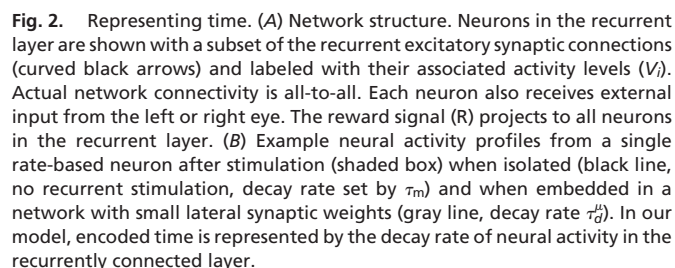 Fig. 2. Representing time. (A) Network structure. Neurons in the recurrent
layer are shown with a subset of the recurrent excitatory synaptic connections
(curved black arrows) and labeled with their associated activity levels (Vᵢ).
Actual network connectivity is all-to-all. Each neuron also receives external
input from the left or right eye. The reward signal (R) projects to all neurons
in the recurrent layer. (B) Example neural activity profiles from a single
rate-based neuron after stimulation (shaded box) when isolated (black line,
no recurrent stimulation, decay rate set by τₘ) and when embedded in a
network with small lateral synaptic weights (gray line, decay rate τ_d^μ). In our
model, encoded time is represented by the decay rate of neural activity in the
recurrently connected layer.